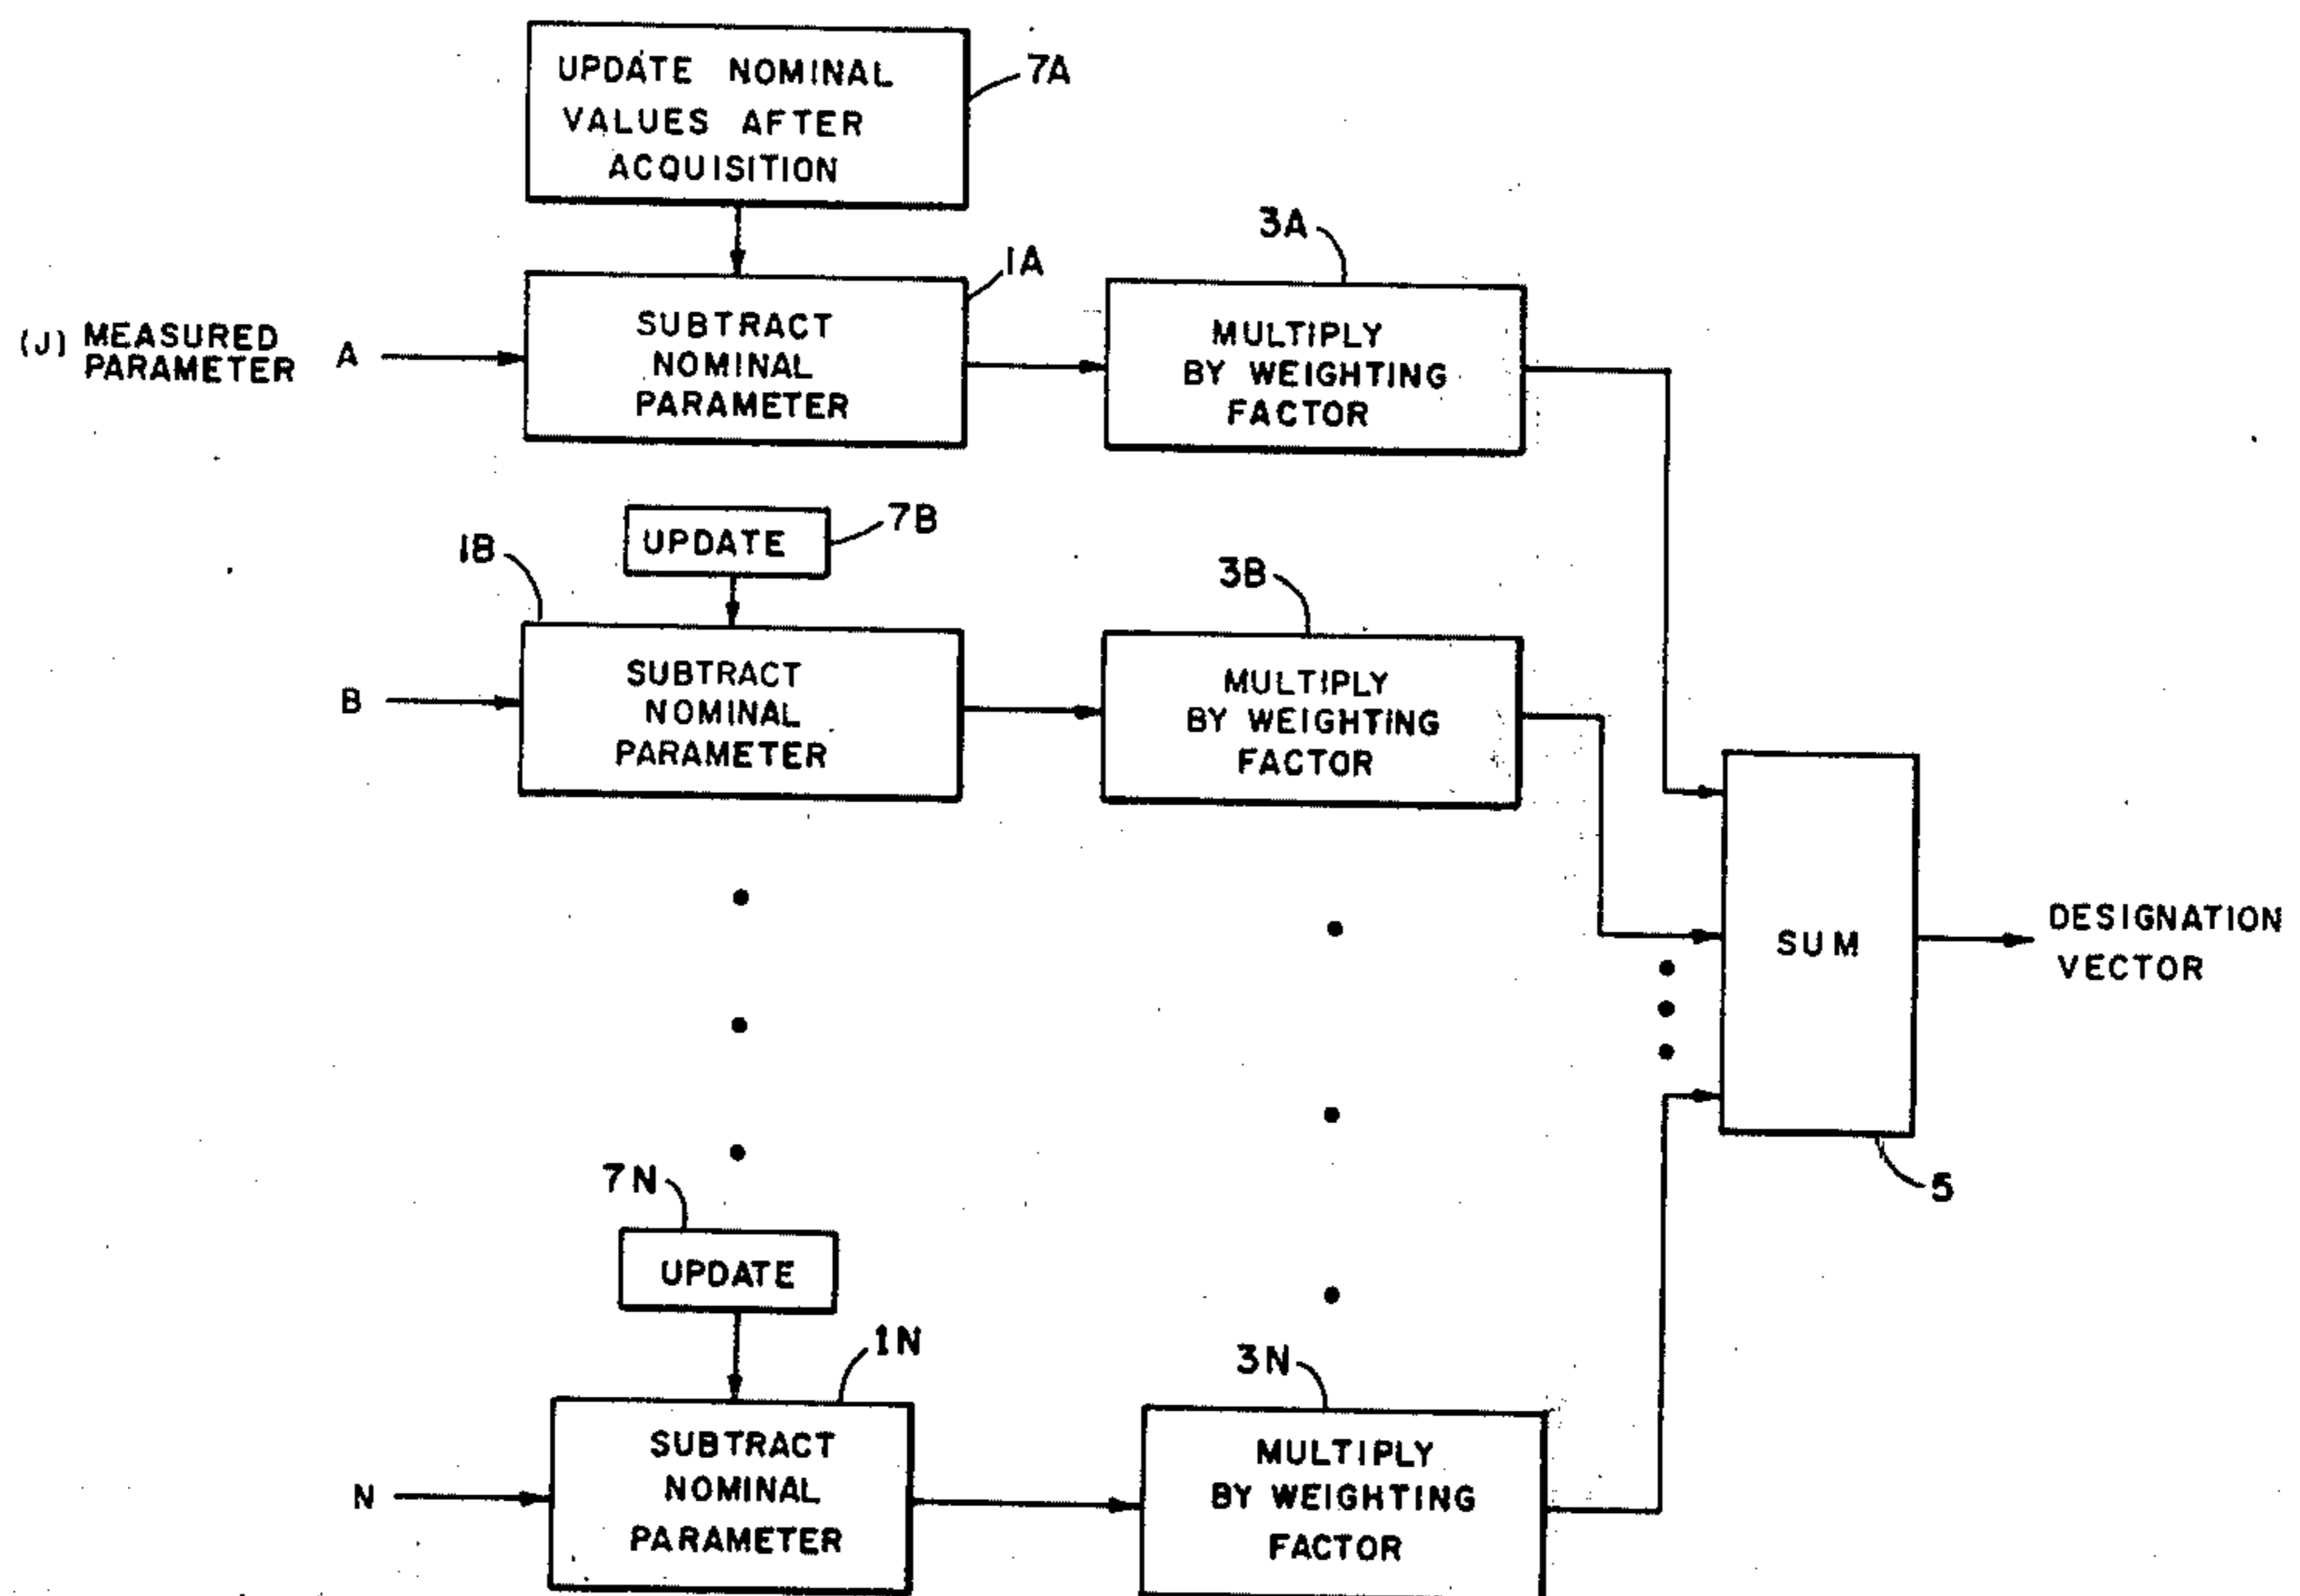 UPDATE NOMINAL
VALUES AFTER
ACQUISITION
7A
(J) MEASURED
PARAMETER
A
SUBTRACT
NOMINAL
PARAMETER
1A
MULTIPLY
BY WEIGHTING
FACTOR
3A
UPDATE
7B
1B
B
SUBTRACT
NOMINAL
PARAMETER
3B
MULTIPLY
BY WEIGHTING
FACTOR
SUM
5
DESIGNATION
VECTOR
7N
UPDATE
1N
N
SUBTRACT
NOMINAL
PARAMETER
3N
MULTIPLY
BY WEIGHTING
FACTOR